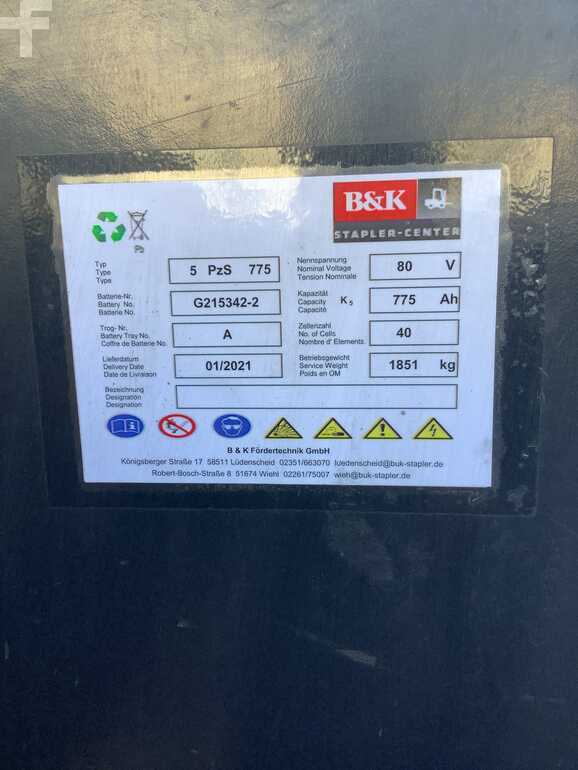 B&K
STAPLER-CENTER
Pb
Typ
Type
Type
5 PzS 775
Nennspannung
Nominal Voltage
Tension Nominale
80 V
Batterie-Nr.
Battery No.
Batterie No.
G215342-2
Kapazität
Capacity K5
Capacité
775 Ah
Trog- Nr.
Battery Tray No.
Coffre de Batterie No.
A
Zellenzahl
No. of Cells
Nombre d' Elements.
40
Lieferdatum
Delivery Date
Date de Livraison
01/2021
Betriebsgewicht
Service Weight
Poids en OM
1851 kg
Bezeichnung
Designation
Designation
B & K Fördertechnik GmbH
Königsberger Straße 17 58511 Lüdenscheid 02351/663070 luedenscheid@buk-stapler.de
Robert-Bosch-Straße 8 51674 Wiehl 02261/75007 wiehl@buk-stapler.de